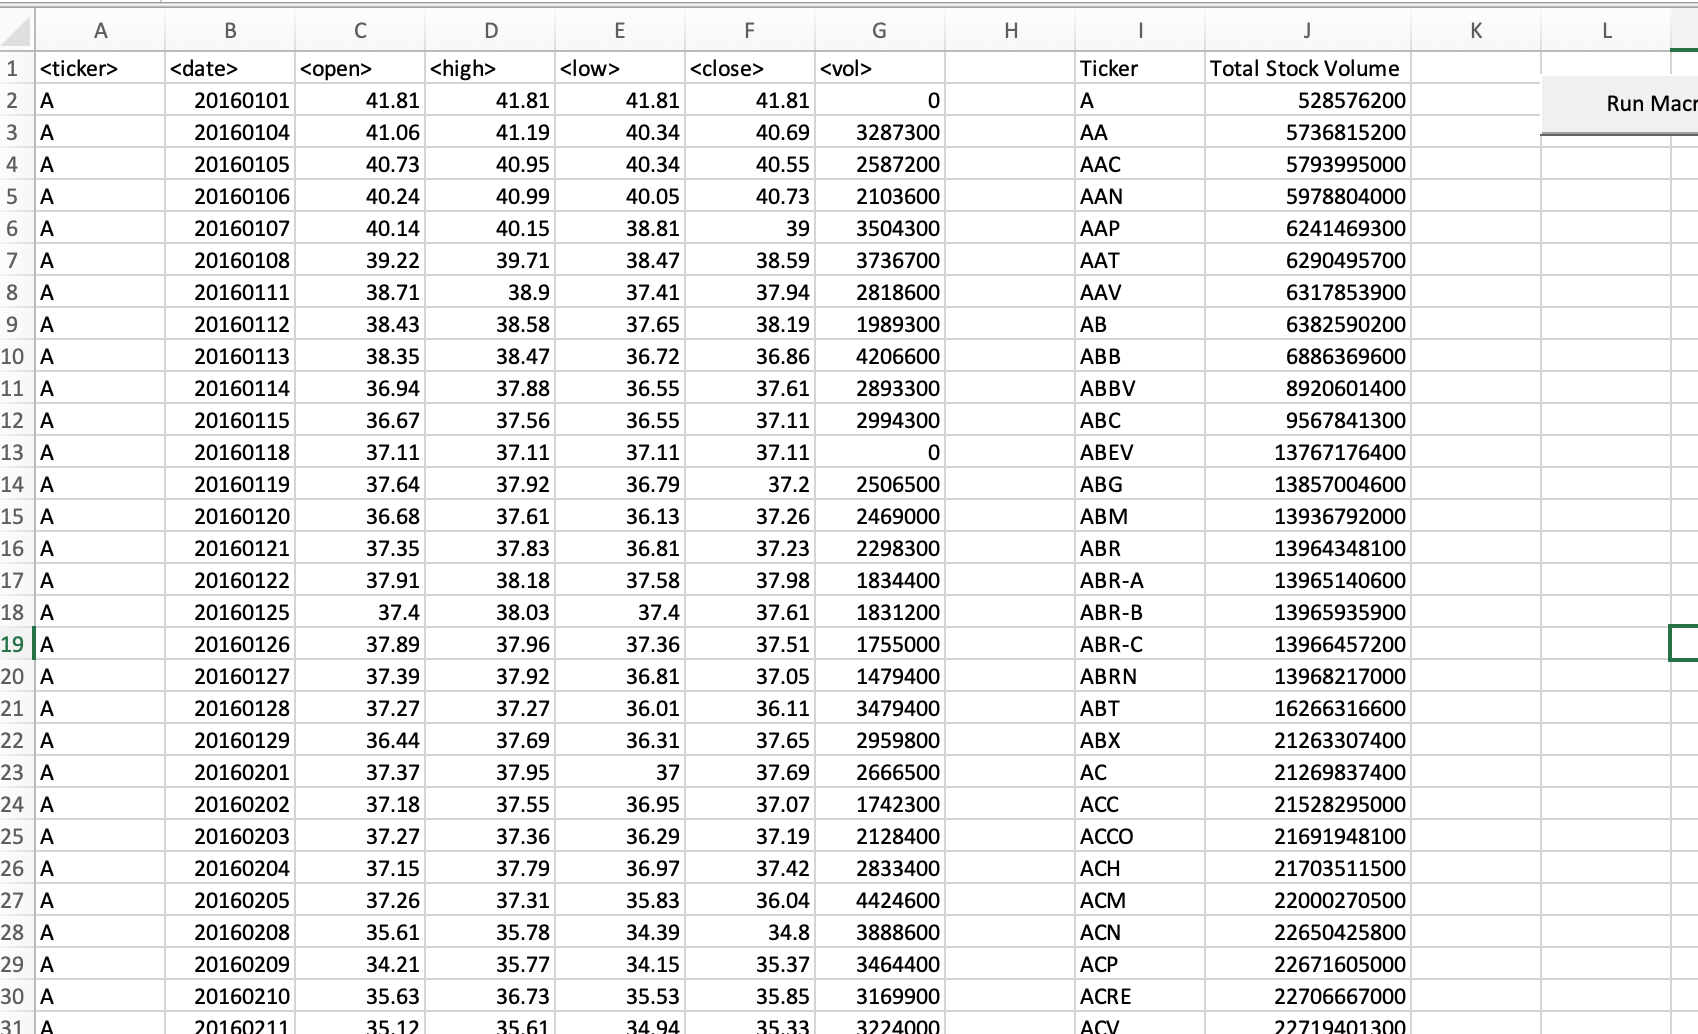 A B C D E F G H I J K L
1 <ticker> <date> <open> <high> <low> <close> <vol> Ticker Total Stock Volume
2 A 20160101 41.81 41.81 41.81 41.81 0 A 528576200 Run Macr
3 A 20160104 41.06 41.19 40.34 40.69 3287300 AA 5736815200
4 A 20160105 40.73 40.95 40.34 40.55 2587200 AAC 5793995000
5 A 20160106 40.24 40.99 40.05 40.73 2103600 AAN 5978804000
6 A 20160107 40.14 40.15 38.81 39 3504300 AAP 6241469300
7 A 20160108 39.22 39.71 38.47 38.59 3736700 AAT 6290495700
8 A 20160111 38.71 38.9 37.41 37.94 2818600 AAV 6317853900
9 A 20160112 38.43 38.58 37.65 38.19 1989300 AB 6382590200
10 A 20160113 38.35 38.47 36.72 36.86 4206600 ABB 6886369600
11 A 20160114 36.94 37.88 36.55 37.61 2893300 ABBV 8920601400
12 A 20160115 36.67 37.56 36.55 37.11 2994300 ABC 9567841300
13 A 20160118 37.11 37.11 37.11 37.11 0 ABEV 13767176400
14 A 20160119 37.64 37.92 36.79 37.2 2506500 ABG 13857004600
15 A 20160120 36.68 37.61 36.13 37.26 2469000 ABM 13936792000
16 A 20160121 37.35 37.83 36.81 37.23 2298300 ABR 13964348100
17 A 20160122 37.91 38.18 37.58 37.98 1834400 ABR-A 13965140600
18 A 20160125 37.4 38.03 37.4 37.61 1831200 ABR-B 13965935900
19 A 20160126 37.89 37.96 37.36 37.51 1755000 ABR-C 13966457200
20 A 20160127 37.39 37.92 36.81 37.05 1479400 ABRN 13968217000
21 A 20160128 37.27 37.27 36.01 36.11 3479400 ABT 16266316600
22 A 20160129 36.44 37.69 36.31 37.65 2959800 ABX 21263307400
23 A 20160201 37.37 37.95 37 37.69 2666500 AC 21269837400
24 A 20160202 37.18 37.55 36.95 37.07 1742300 ACC 21528295000
25 A 20160203 37.27 37.36 36.29 37.19 2128400 ACCO 21691948100
26 A 20160204 37.15 37.79 36.97 37.42 2833400 ACH 21703511500
27 A 20160205 37.26 37.31 35.83 36.04 4424600 ACM 22000270500
28 A 20160208 35.61 35.78 34.39 34.8 3888600 ACN 22650425800
29 A 20160209 34.21 35.77 34.15 35.37 3464400 ACP 22671605000
30 A 20160210 35.63 36.73 35.53 35.85 3169900 ACRE 22706667000
31 A 20160211 35.12 35.61 34.94 35.33 3224000 ACV 22719401300